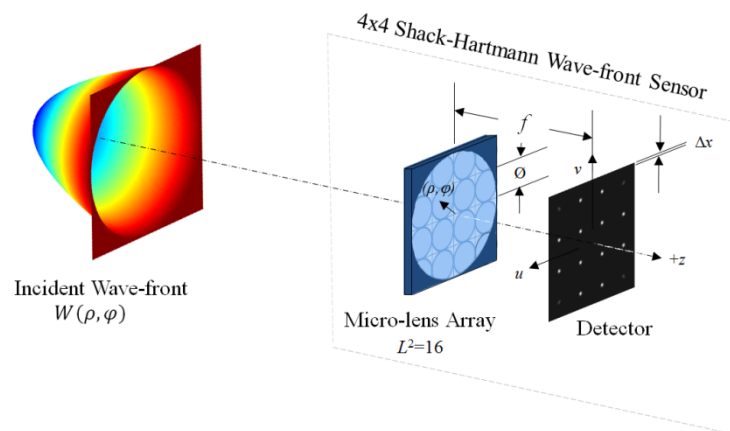 4x4 Shack-Hartmann Wave-front Sensor
f
Δx
Ø
v
(ρ,φ)
u
+z
Incident Wave-front
W(ρ,φ)
Micro-lens Array
L²=16
Detector